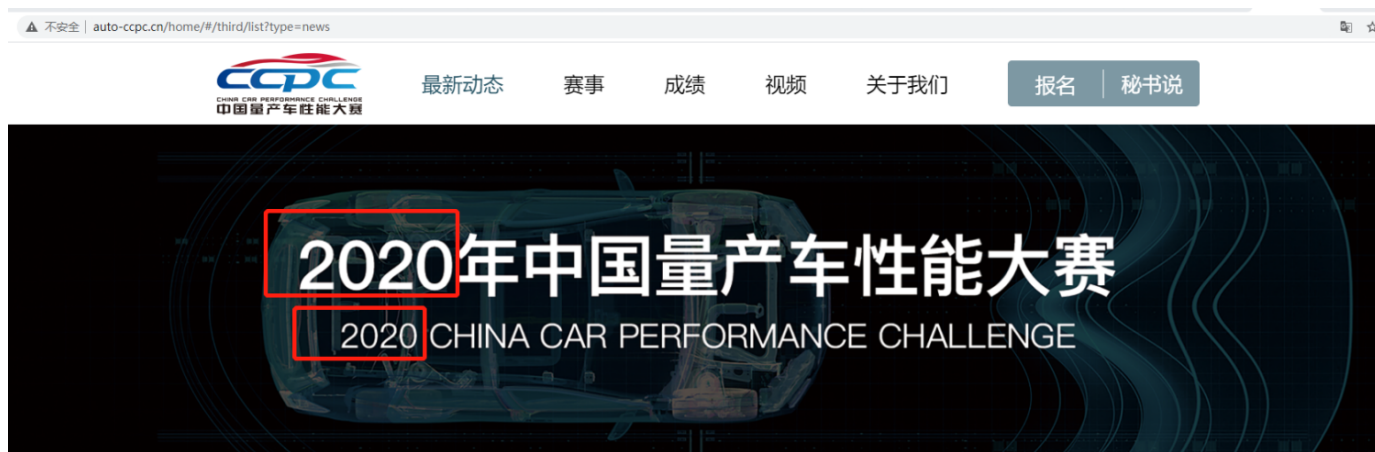 不安全 auto-ccpc.cn/home/#/third/list?type=news
CCPC
CHINA CAR PERFORMANCE CHALLENGE
中国量产车性能大赛
最新动态 赛事 成绩 视频 关于我们 报名 秘书说
2020年中国量产车性能大赛
2020 CHINA CAR PERFORMANCE CHALLENGE